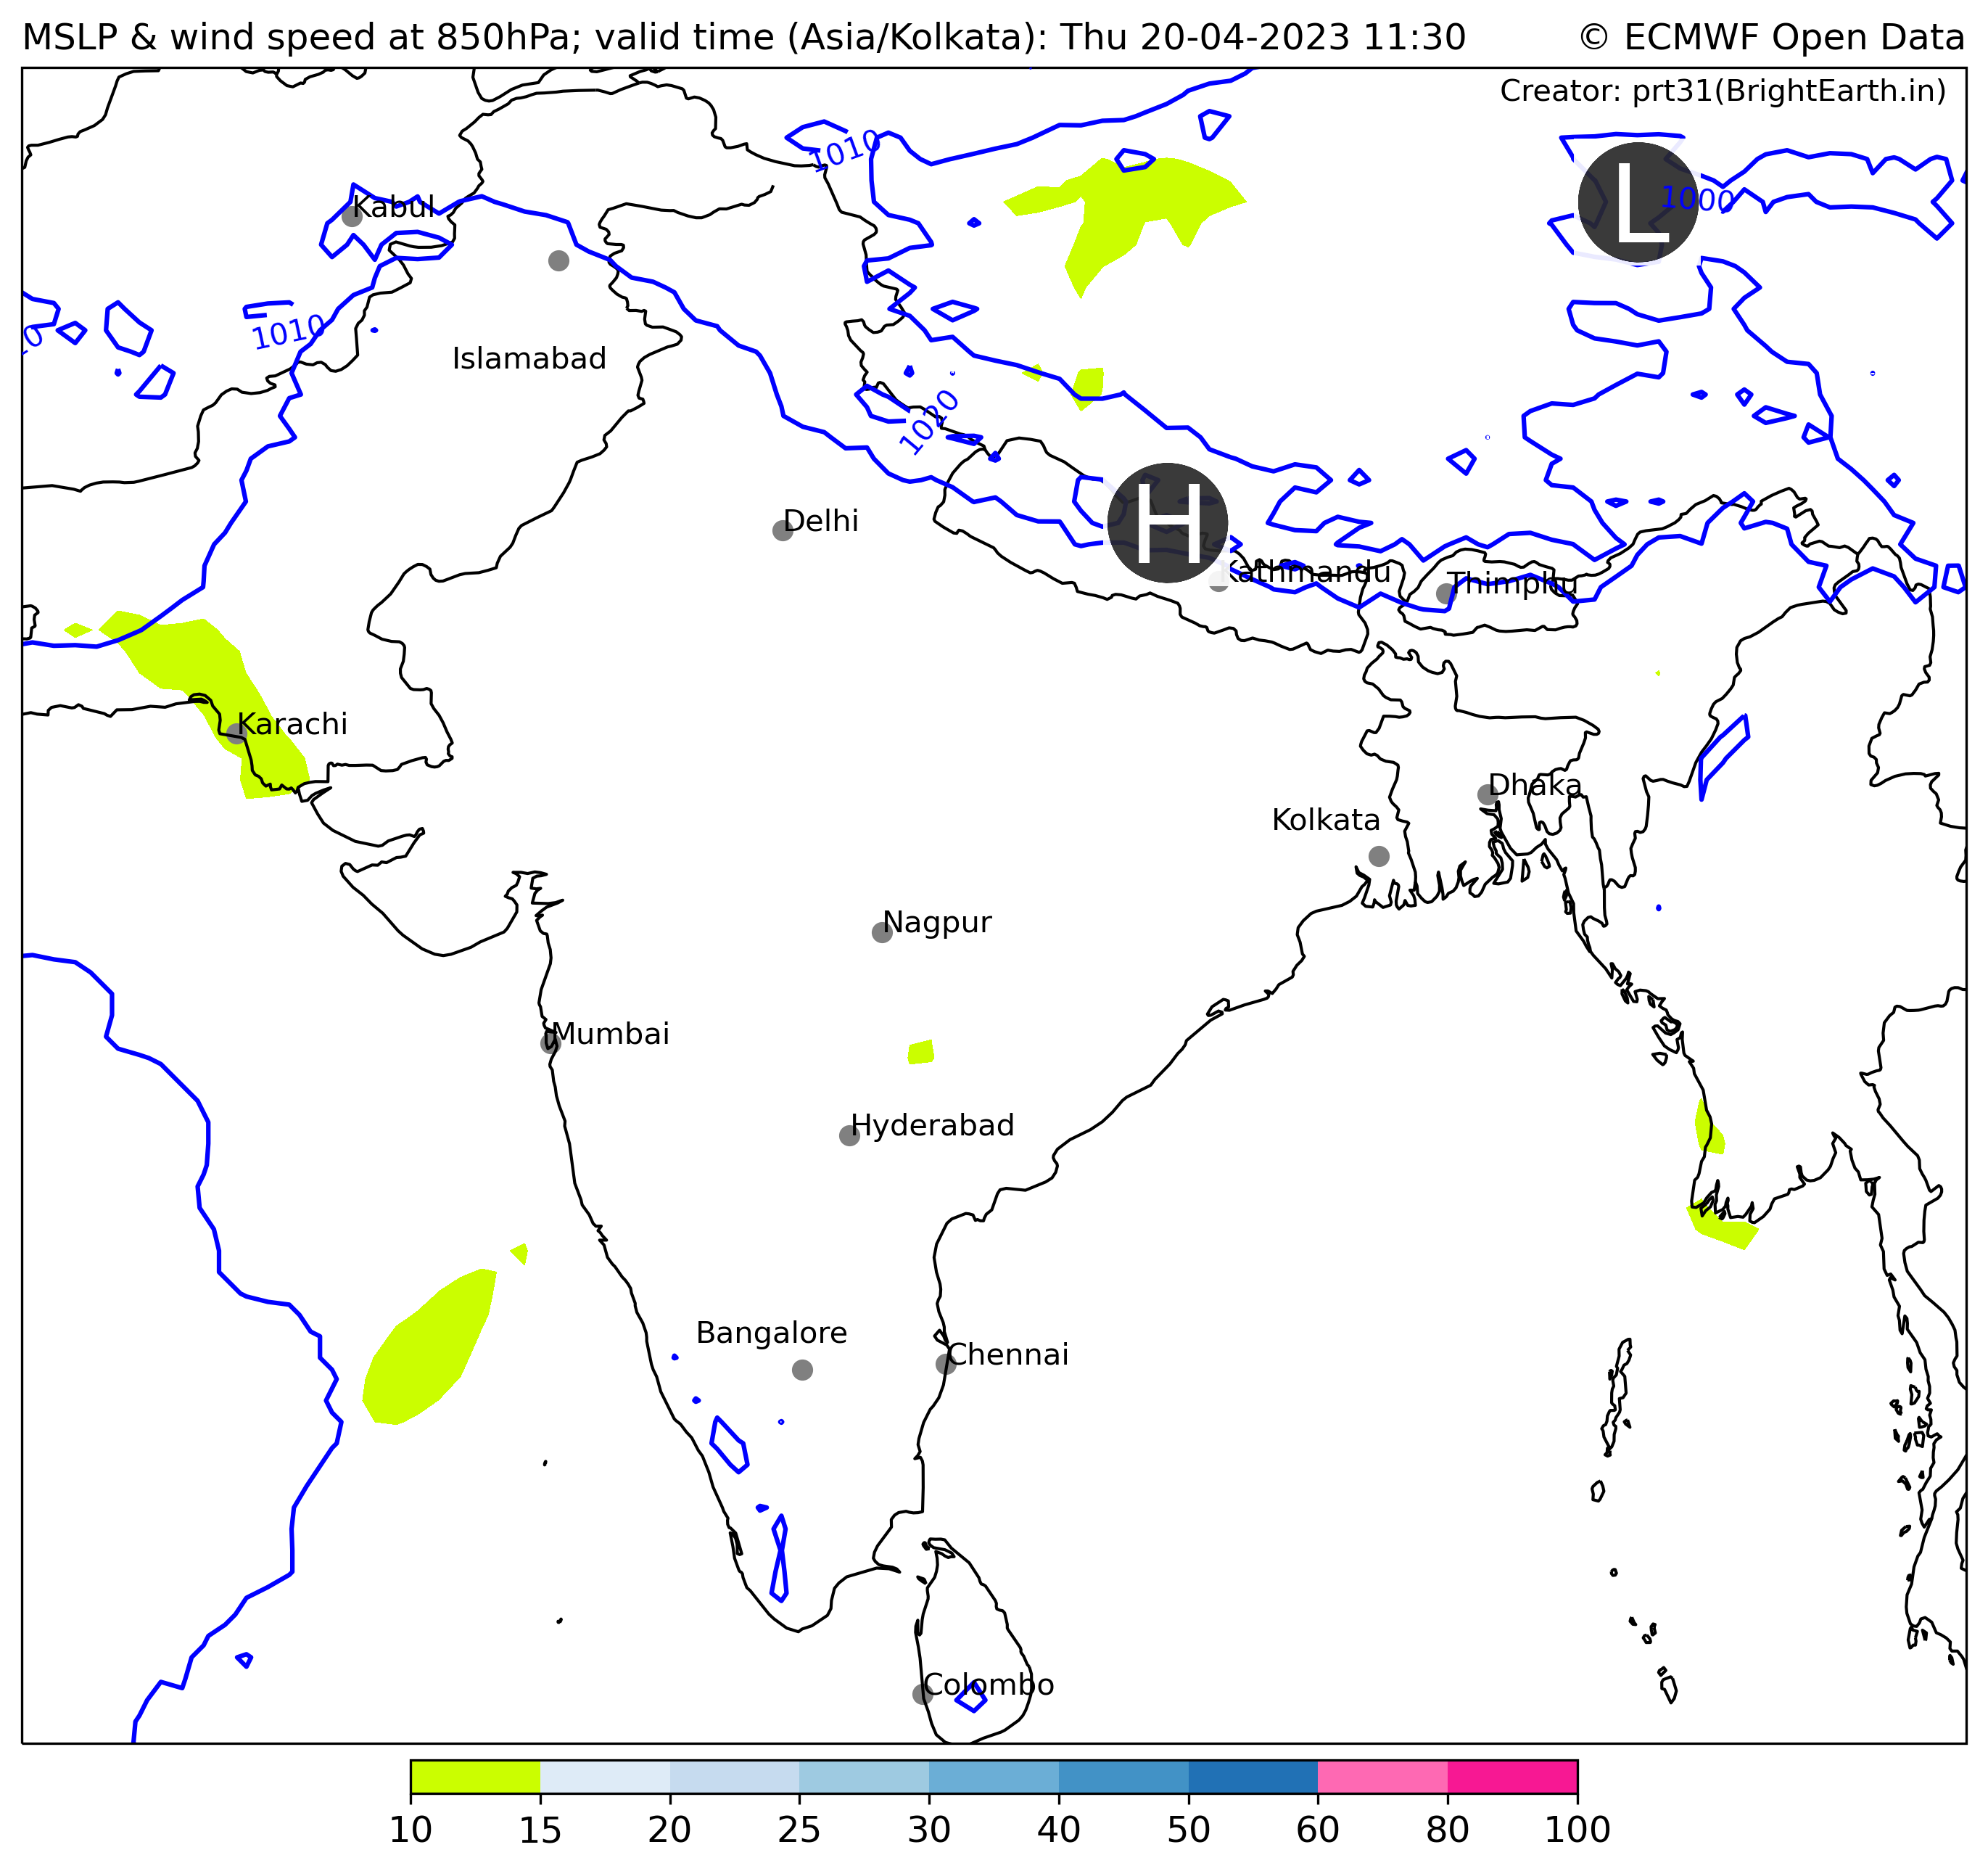 MSLP & wind speed at 850hPa; valid time (Asia/Kolkata): Thu 20-04-2023 11:30 © ECMWF Open Data
Creator: prt31(BrightEarth.in)
1010
L
1000
Kabul
1010
Islamabad
1020
Delhi
H
Kathmandu
Thimphu
Karachi
Dhaka
Kolkata
Nagpur
Mumbai
Hyderabad
Bangalore
Chennai
Colombo
10 15 20 25 30 40 50 60 80 100